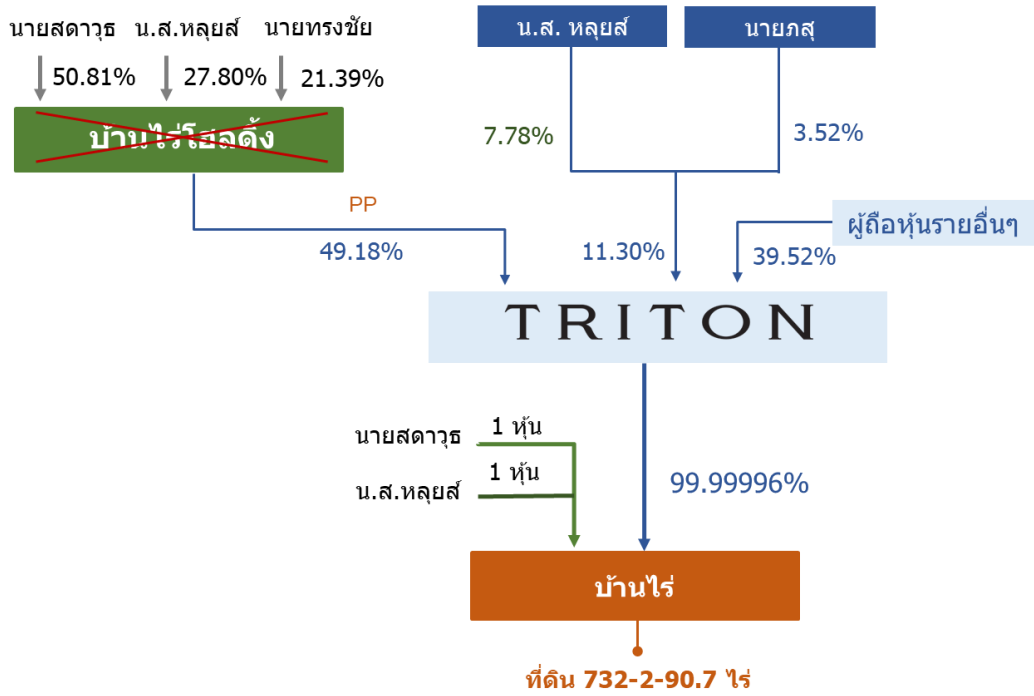 นายสดาวุธ น.ส.หลุยส์ นายทรงชัย
50.81% 27.80% 21.39%
บ้านไร่โฮลดิ้ง
น.ส. หลุยส์
นายภสุ
7.78%
3.52%
PP
49.18%
11.30%
39.52%
ผู้ถือหุ้นรายอื่นๆ
TRITON
นายสดาวุธ 1 หุ้น
น.ส.หลุยส์ 1 หุ้น
99.99996%
บ้านไร่
ที่ดิน 732-2-90.7 ไร่